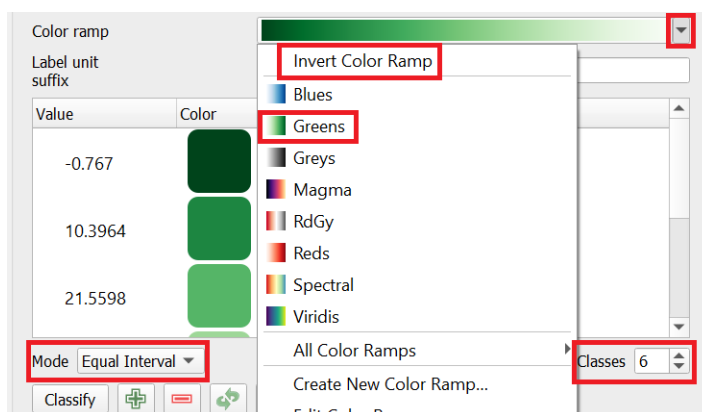 Color ramp
Label unit
suffix
Invert Color Ramp
Value Color
Blues
Greens
Greys
Magma
RdGy
Reds
Spectral
Viridis
-0.767
10.3964
21.5598
All Color Ramps
Mode Equal Interval
Classes 6
Create New Color Ramp...
Classify